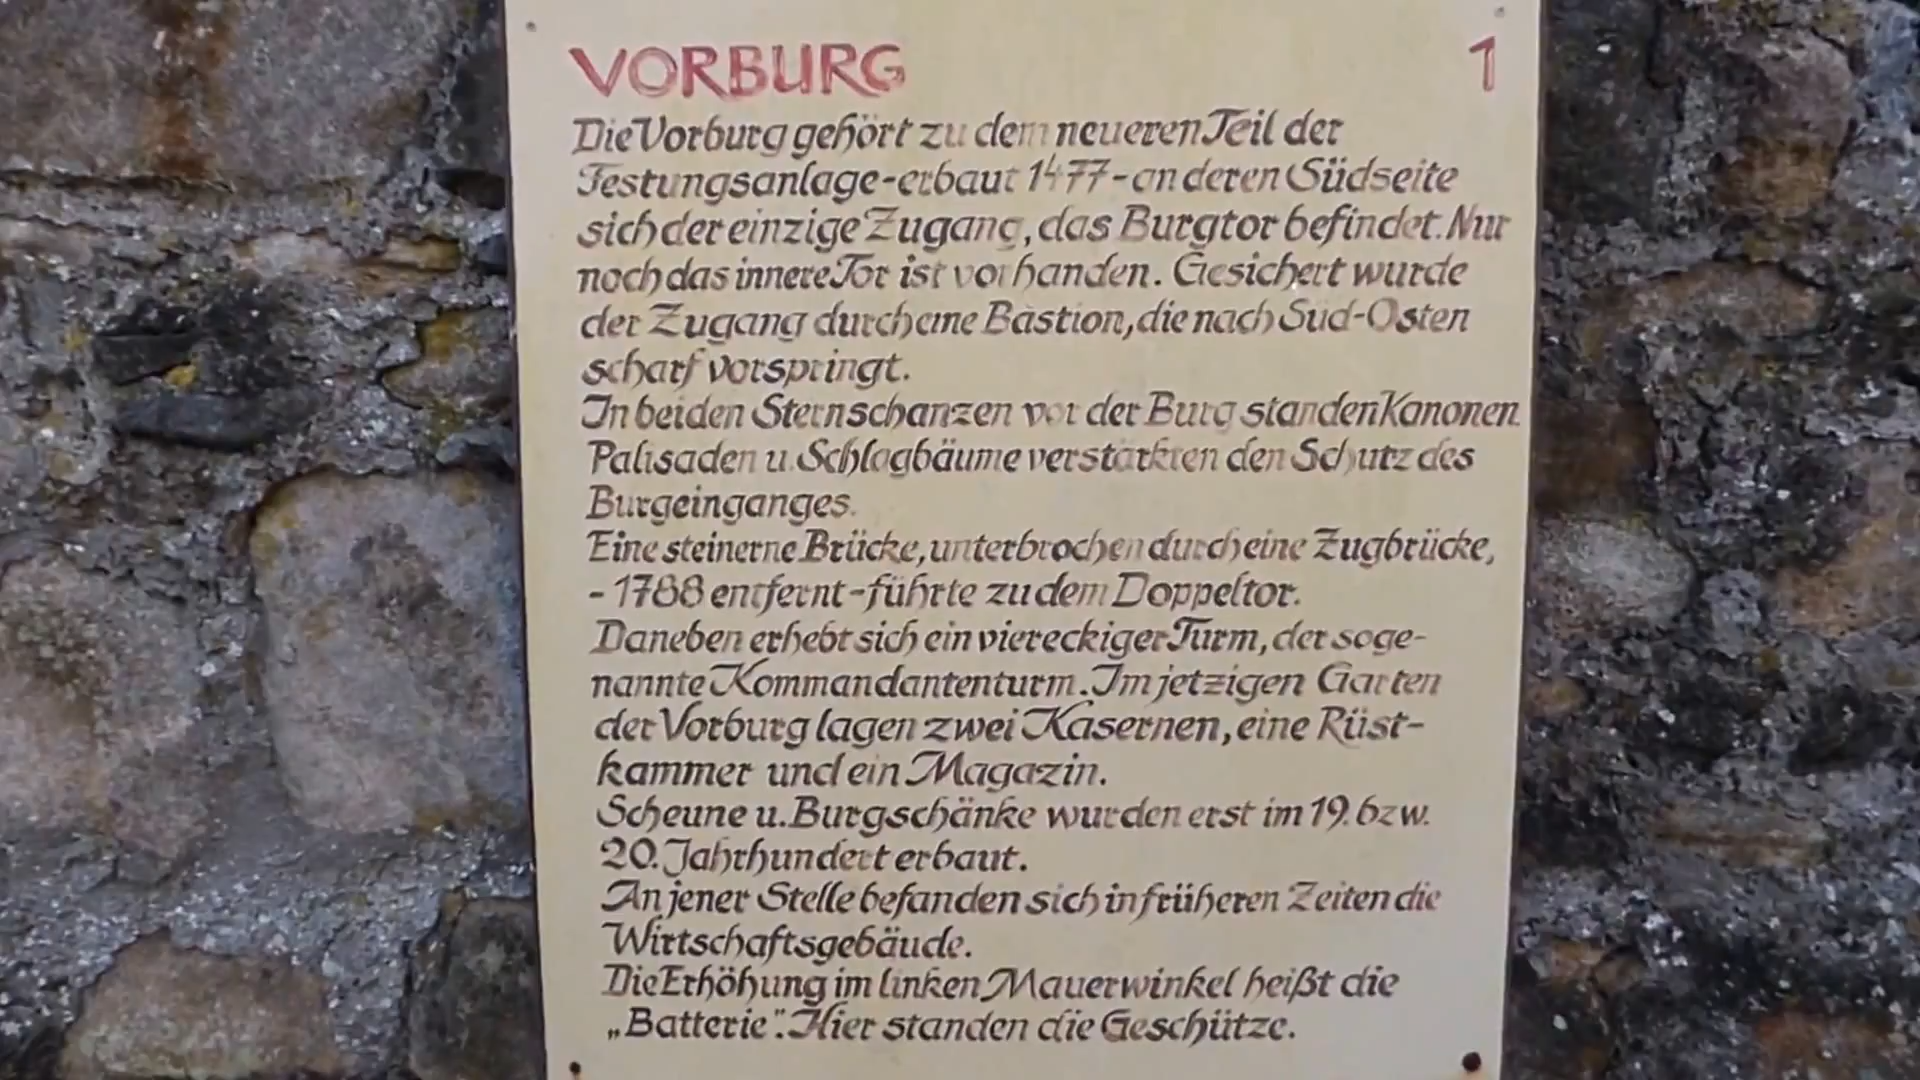 VORBURG 1
Die Vorburg gehört zu dem neueren Teil der
Festungsanlage-erbaut 1477-an deren Südseite
sich der einzige Zugang, das Burgtor befindet. Nur
noch das innere Tor ist vorhanden. Gesichert wurde
der Zugang durch eine Bastion, die nach Süd-Osten
scharf vorspringt.
In beiden Sternschanzen vor der Burg standen Kanonen.
Palisaden u. Schlagbäume verstärkten den Schutz des
Burgeinganges.
Eine steinerne Brücke, unterbrochen durch eine Zugbrücke,
- 1788 entfernt - führte zu dem Doppeltor.
Daneben erhebt sich ein viereckiger Turm, der soge-
nannte Kommandantenturm. Im jetzigen Garten
der Vorburg lagen zwei Kasernen, eine Rüst-
kammer und ein Magazin.
Scheune u. Burgschänke wurden erst im 19. bzw.
20. Jahrhundert erbaut.
An jener Stelle befanden sich in früheren Zeiten die
Wirtschaftsgebäude.
Die Erhöhung im linken Mauerwinkel heißt die
„Batterie". Hier standen die Geschütze.